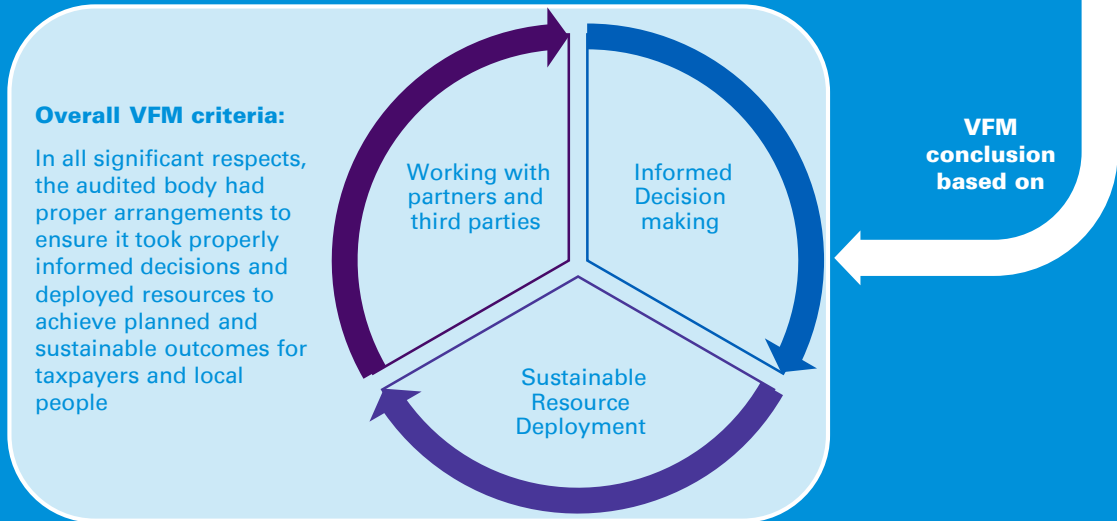 Overall VFM criteria:
In all significant respects,
the audited body had
proper arrangements to
ensure it took properly
informed decisions and
deployed resources to
achieve planned and
sustainable outcomes for
taxpayers and local
people
Working with
partners and
third parties
Informed
Decision
making
Sustainable
Resource
Deployment
VFM
conclusion
based on